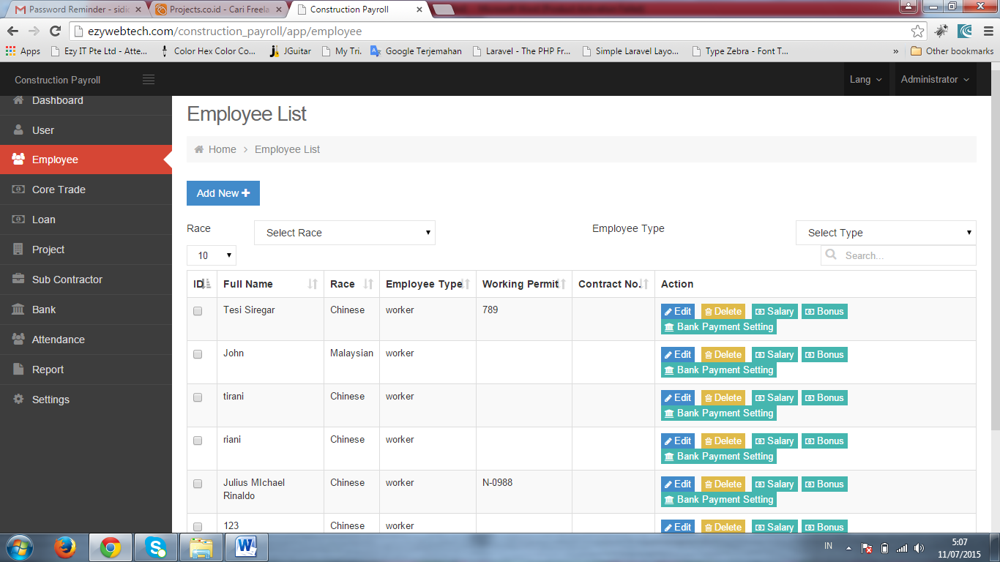 Password Reminder - sidi
Projects.co.id - Cari Freela
Construction Payroll
ezywebtech.com/construction_payroll/app/employee
Apps
Ezy IT Pte Ltd - Atte...
Color Hex Color Co...
JGuitar
My Tri.
Google Terjemahan
Laravel - The PHP Fr...
Simple Laravel Layo...
Type Zebra - Font T...
»
Other bookmarks
Construction Payroll
Lang
Administrator
Dashboard
User
Employee
Core Trade
Loan
Project
Sub Contractor
Bank
Attendance
Report
Settings
Employee List
Home > Employee List
Add New +
Race
Select Race
Employee Type
Select Type
10
Search...
ID Full Name Race Employee Type Working Permit Contract No. Action
Tesi Siregar Chinese worker 789 Edit Delete Salary Bonus
Bank Payment Setting
John Malaysian worker Edit Delete Salary Bonus
Bank Payment Setting
tirani Chinese worker Edit Delete Salary Bonus
Bank Payment Setting
riani Chinese worker Edit Delete Salary Bonus
Bank Payment Setting
Julius MIchael Chinese worker N-0988 Edit Delete Salary Bonus
Rinaldo Bank Payment Setting
123 Chinese worker Edit Delete Salary Bonus
IN
5:07
11/07/2015